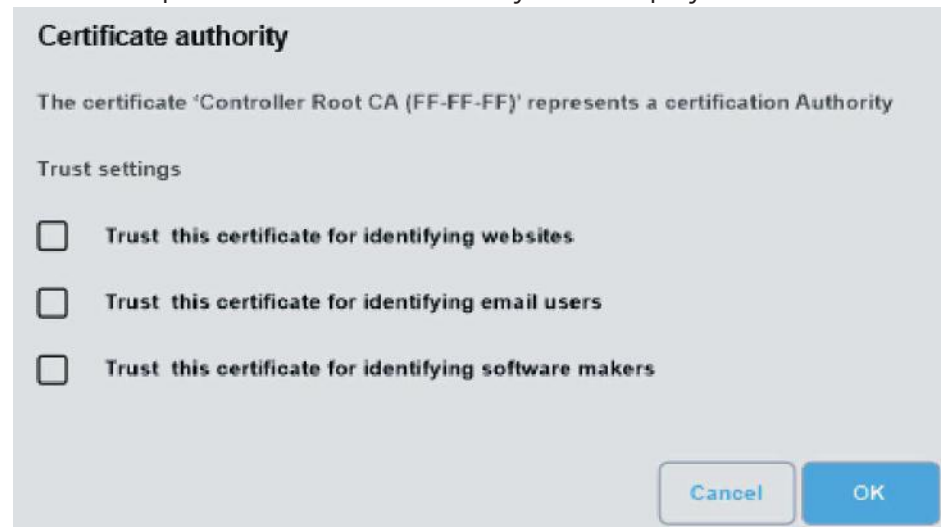 Certificate authority
The certificate 'Controller Root CA (FF-FF-FF)' represents a certification Authority
Trust settings
Trust this certificate for identifying websites
Trust this certificate for identifying email users
Trust this certificate for identifying software makers
Cancel OK